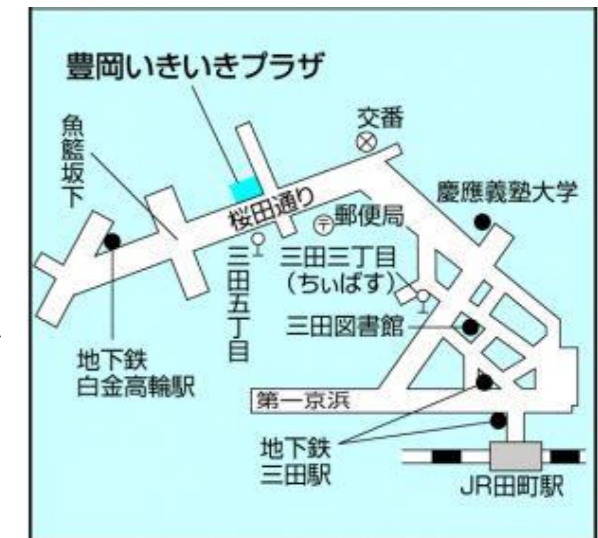 豊岡いきいきプラザ
交番
魚籃坂下
慶應義塾大学
桜田通り
〒郵便局
三田五丁目
三田三丁目
（ちぃばす）
三田図書館
地下鉄
白金高輪駅
第一京浜
地下鉄
三田駅
JR田町駅